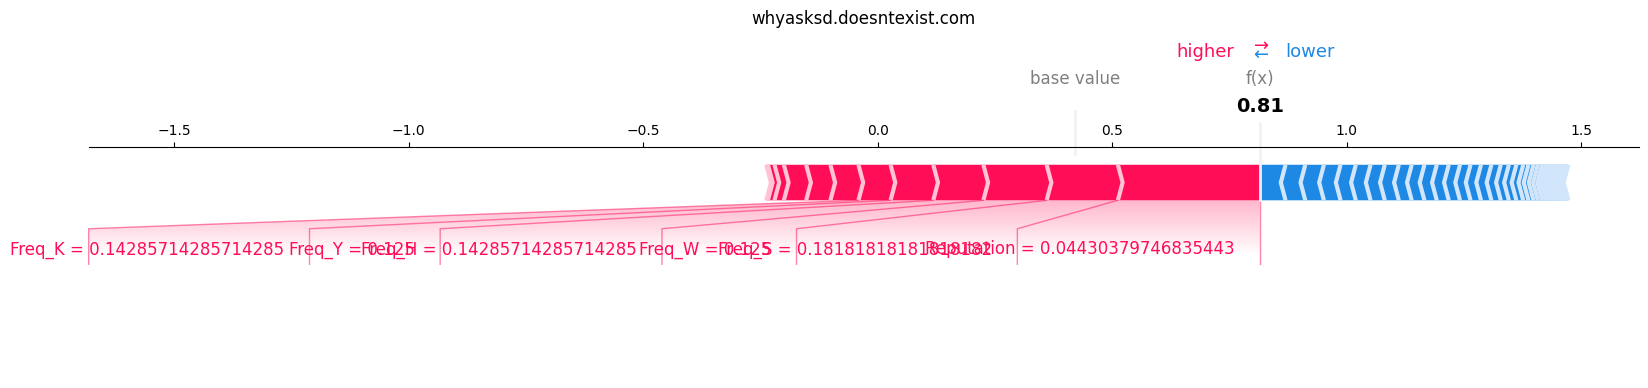 whyasksd.doesntexist.com
higher ⇄ lower
base value f(x)
0.81
−1.5 −1.0 −0.5 0.0 0.5 1.0 1.5
Freq_K = 0.14285714285714285 Freq_Y = 0.125 Freq_H = 0.14285714285714285 Freq_W = 0.125 Freq_S = 0.18181818181818182 Reputation = 0.04430379746835443